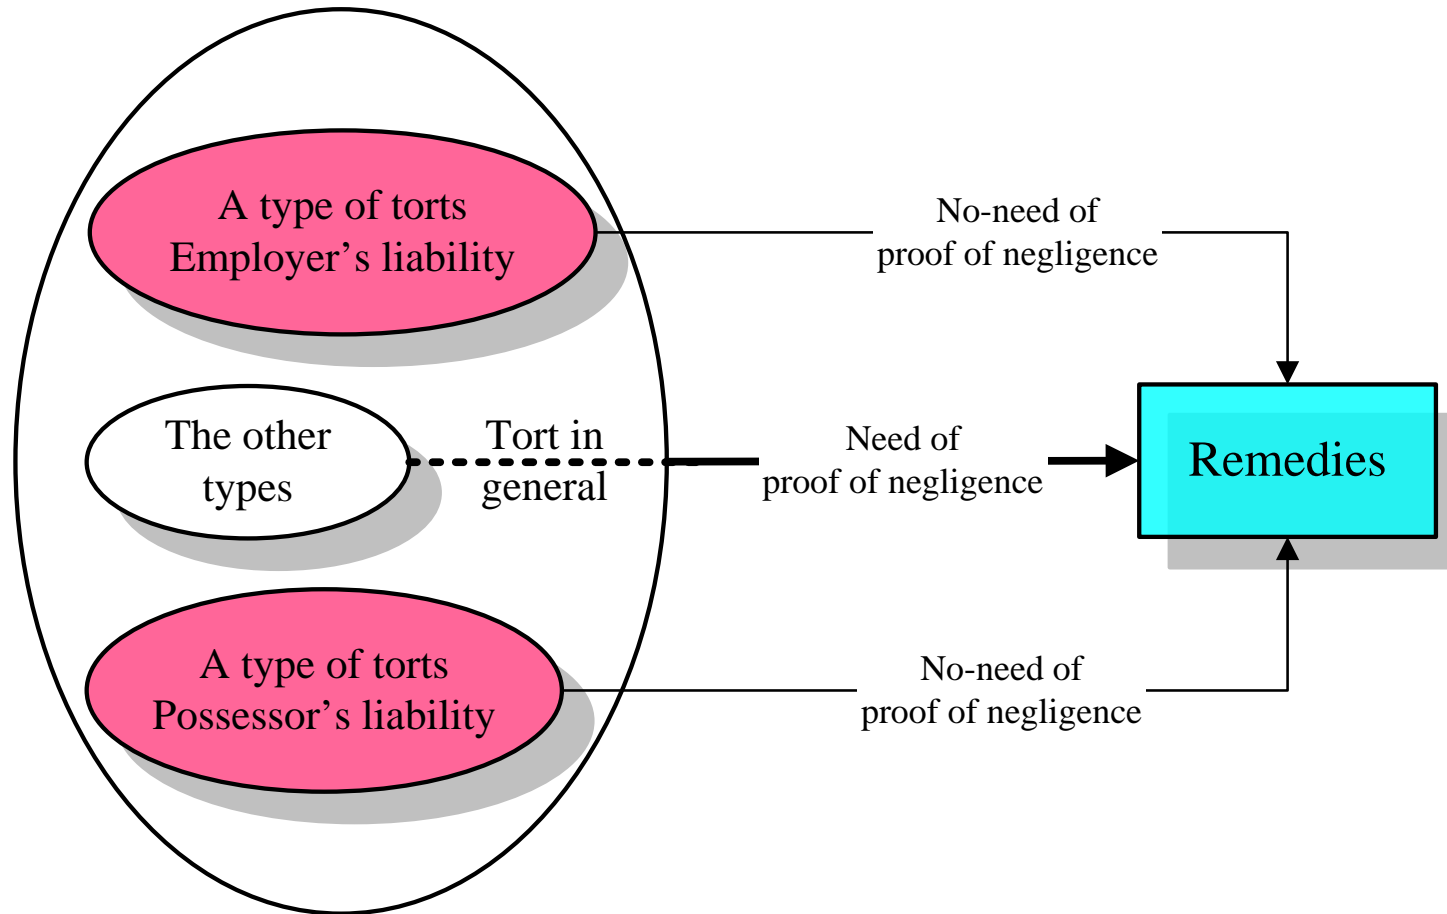 A type of torts
Employer's liability
No-need of
proof of negligence
The other
types
Tort in
general
Need of
proof of negligence
Remedies
A type of torts
Possessor's liability
No-need of
proof of negligence